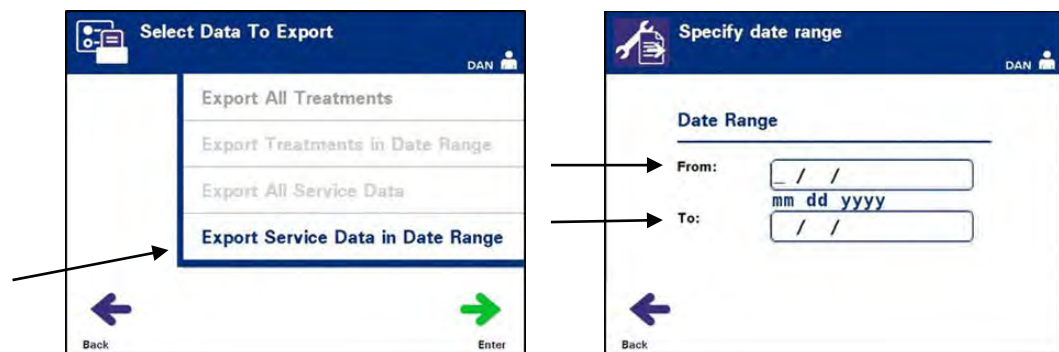 Select Data To Export
DAN
Export All Treatments
Export Treatments in Date Range
Export All Service Data
Export Service Data in Date Range
Back
Enter
Specify date range
DAN
Date Range
From:
_ / /
mm dd yyyy
To:
/ /
Back